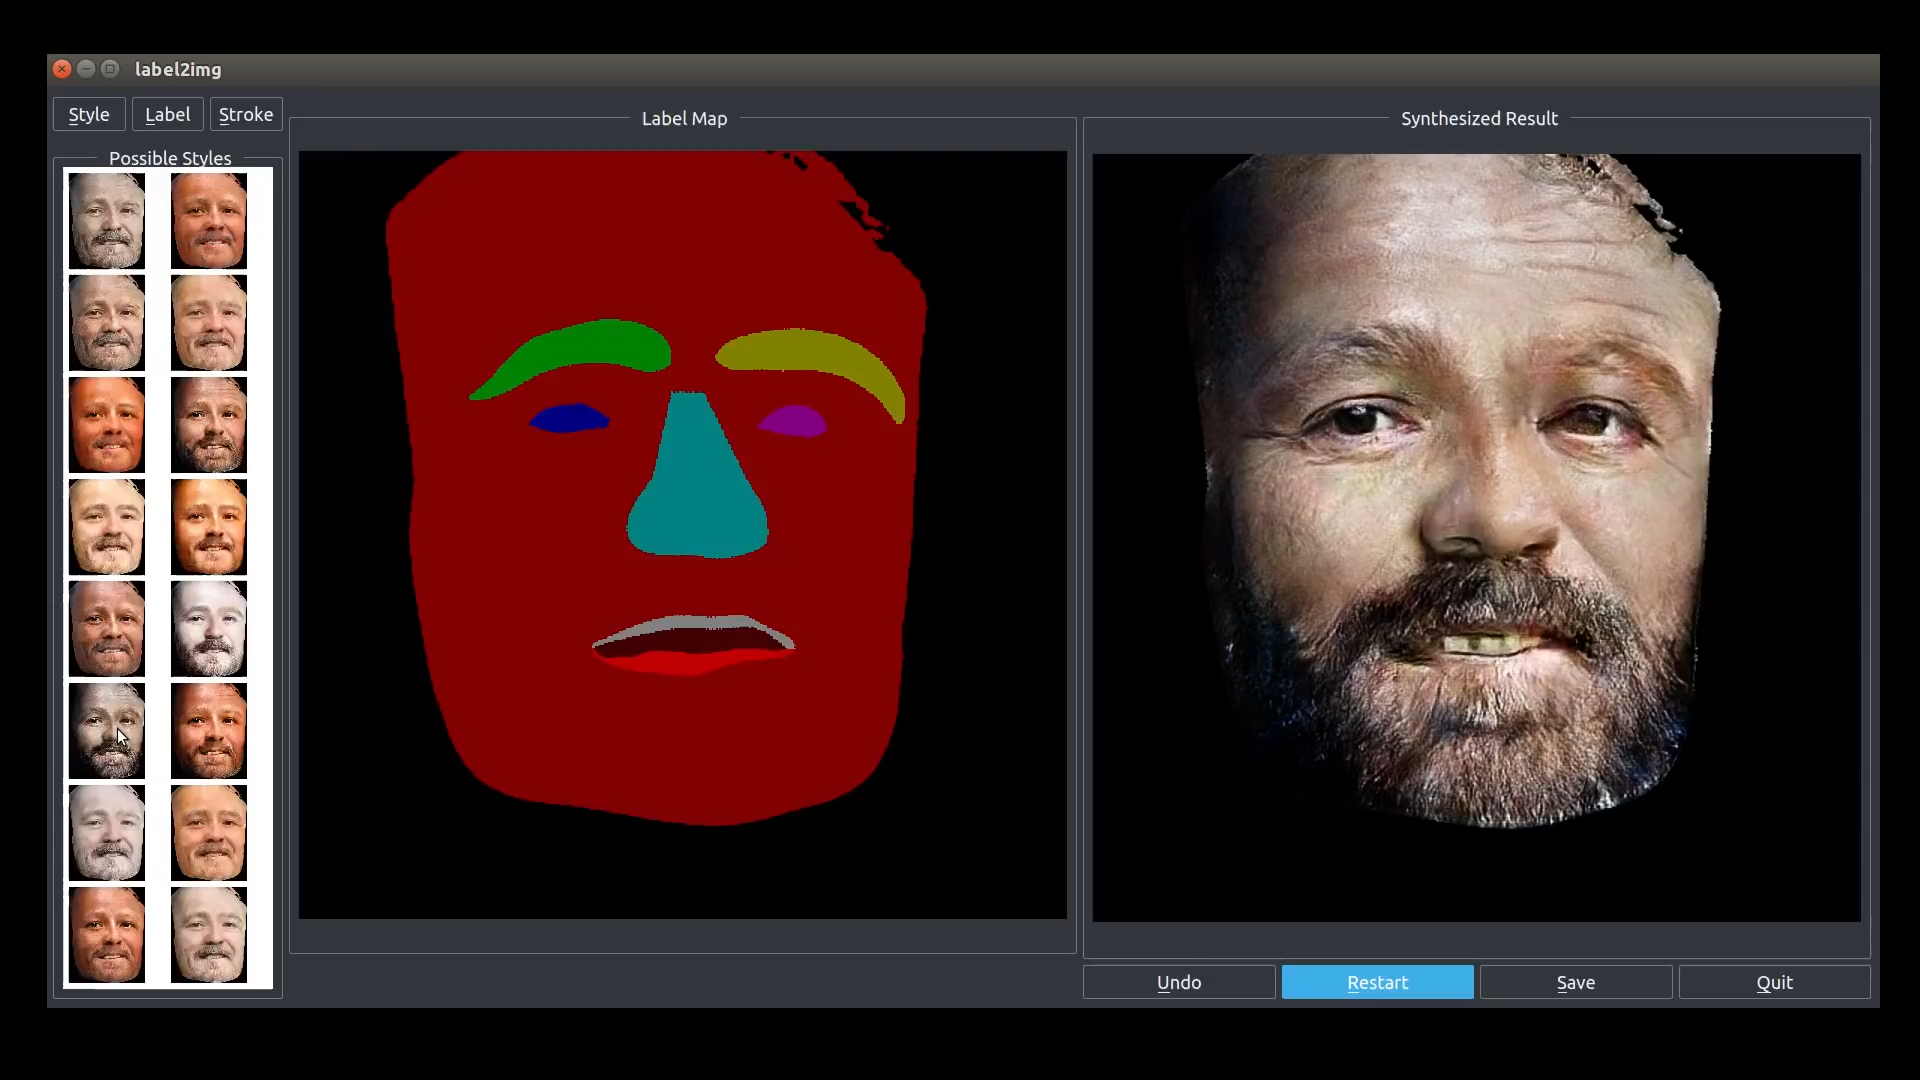 label2img
Style
Label
Stroke
Possible Styles
Label Map
Synthesized Result
Undo
Restart
Save
Quit